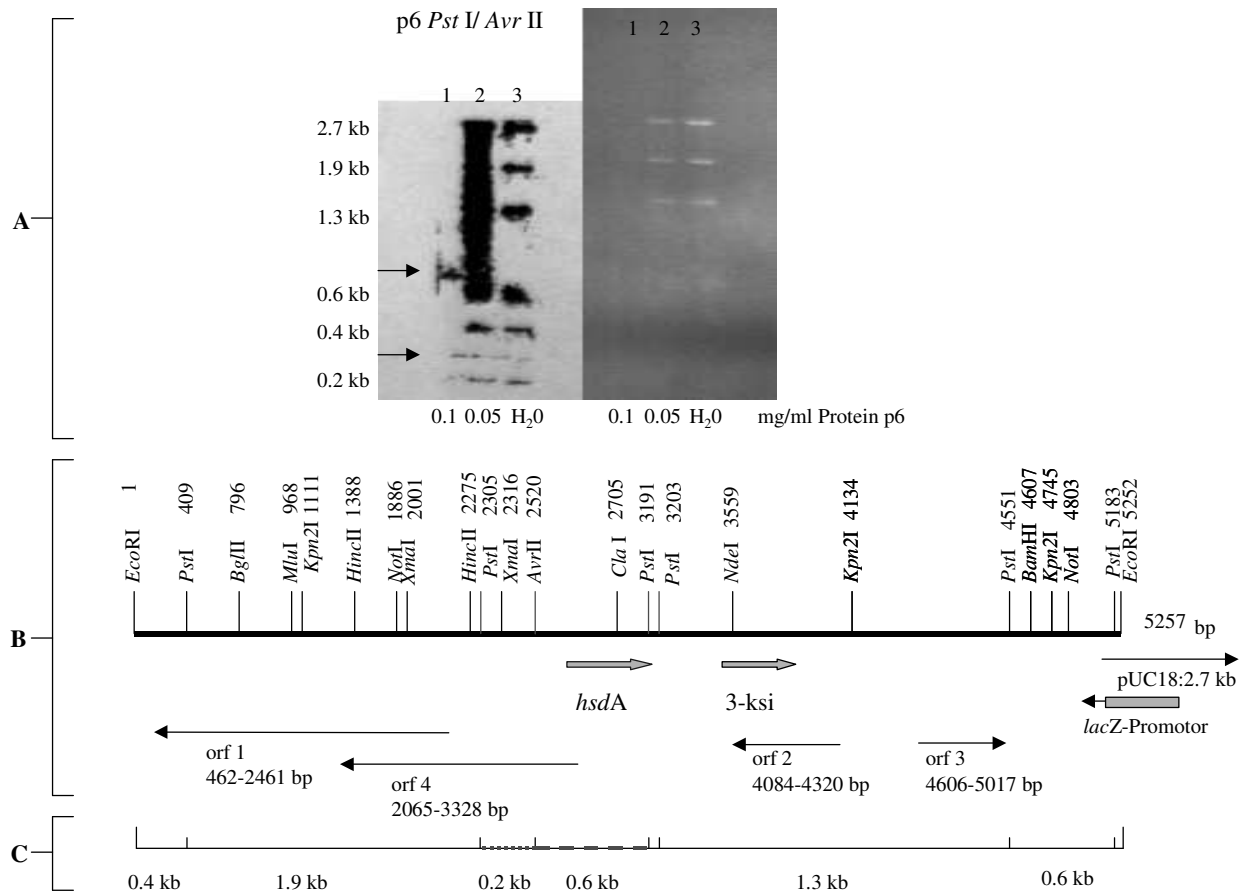 p6 Pst I/ Avr II
1 2 3
1 2 3
2.7 kb
1.9 kb
1.3 kb
0.6 kb
0.4 kb
0.2 kb
A
0.1 0.05 H20
0.1 0.05 H20 mg/ml Protein p6
EcoRI 1
PstI 409
BglII 796
MluI 968
Kpn2I 1111
HincII 1388
NotI 1886
XmaI 2001
HincII 2275
PstI 2305
XmaI 2316
AvrII 2520
Cla I 2705
PstI 3191
PstI 3203
NdeI 3559
Kpn2I 4134
PstI 4551
BamHI 4607
Kpn2I 4745
NotI 4803
PstI 5183
EcoRI 5252
B
5257 bp
hsdA
3-ksi
pUC18:2.7 kb
lacZ-Promotor
orf 1
462-2461 bp
orf 4
2065-3328 bp
orf 2
4084-4320 bp
orf 3
4606-5017 bp
C
0.4 kb 1.9 kb 0.2 kb 0.6 kb 1.3 kb 0.6 kb